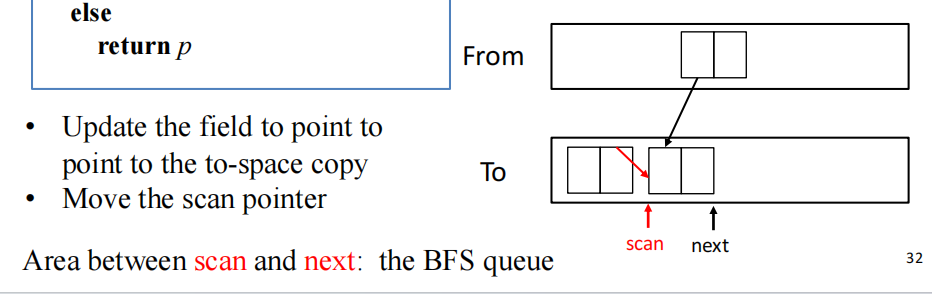 else
return p
• Update the field to point to
point to the to-space copy
• Move the scan pointer
From
To
scan next
Area between scan and next: the BFS queue
32